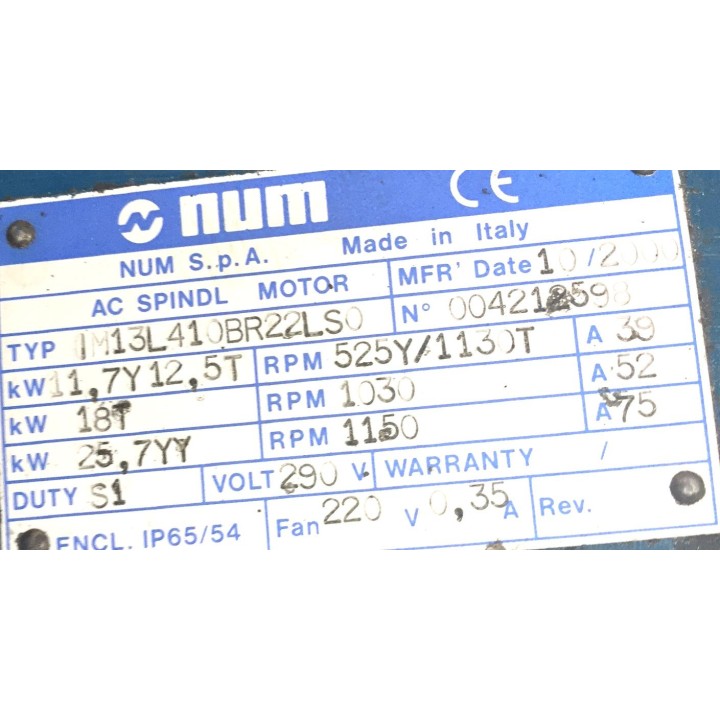 num CE
NUM S.p.A. Made in Italy
AC SPINDL MOTOR MFR' Date 10/2000
TYP IM13L410BR22LS0 N° 004212598
kW 11,7Y12,5T RPM 525Y/1130T A 39
kW 18T RPM 1030 A 52
kW 25,7YY RPM 1150 A 75
DUTY S1 VOLT 290 V WARRANTY /
ENCL. IP65/54 Fan 220 V 0,35 A Rev.